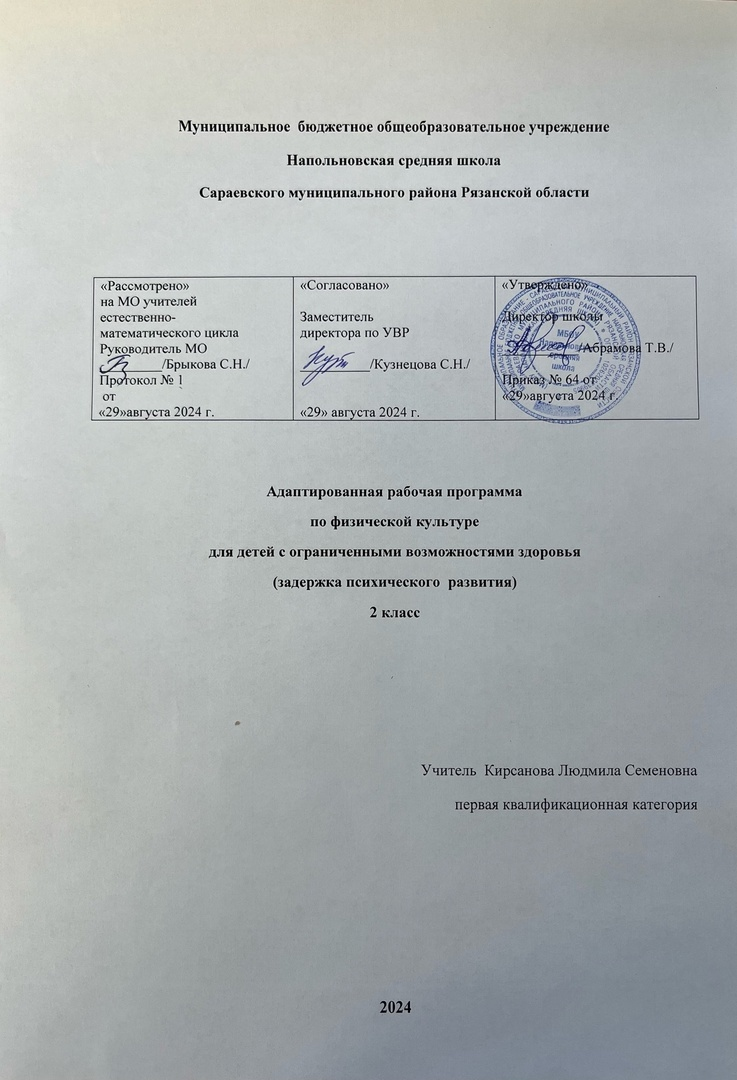 Муниципальное бюджетное общеобразовательное учреждение
Напольновская средняя школа
Сараевского муниципального района Рязанской области
«Рассмотрено»
на МО учителей
естественно-
математического цикла
Руководитель МО
/Брыкова С.Н./
Протокол № 1
от
«29»августа 2024 г.
«Согласовано»
Заместитель
директора по УВР
/Кузнецова С.Н./
«29» августа 2024 г.
«Утверждено»
Директор школы
/Абрамова Т.В./
Приказ № 64 от
«29»августа 2024 г
Адаптированная рабочая программа
по физической культуре
для детей с ограниченными возможностями здоровья
(задержка психического развития)
2 класс
Учитель Кирсанова Людмила Семеновна
первая квалификационная категория
2024